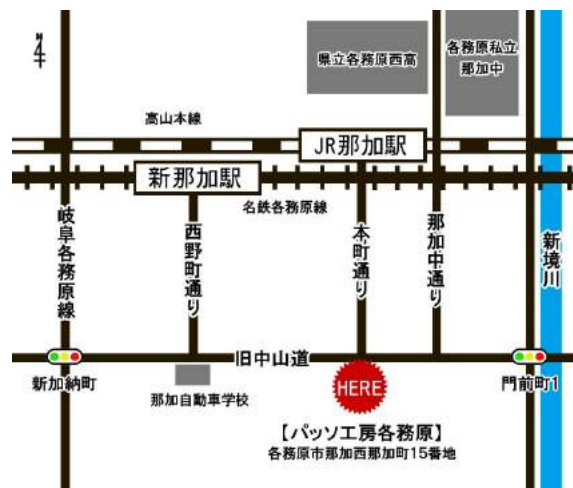 N
県立各務原西高
各務原私立
那加中
高山本線
JR那加駅
新那加駅
名鉄各務原線
岐阜各務原線
西野町通り
本町通り
那加中通り
新境川
旧中山道
新加納町
那加自動車学校
HERE
門前町1
【パッソ工房各務原】
各務原市那加西那加町15番地